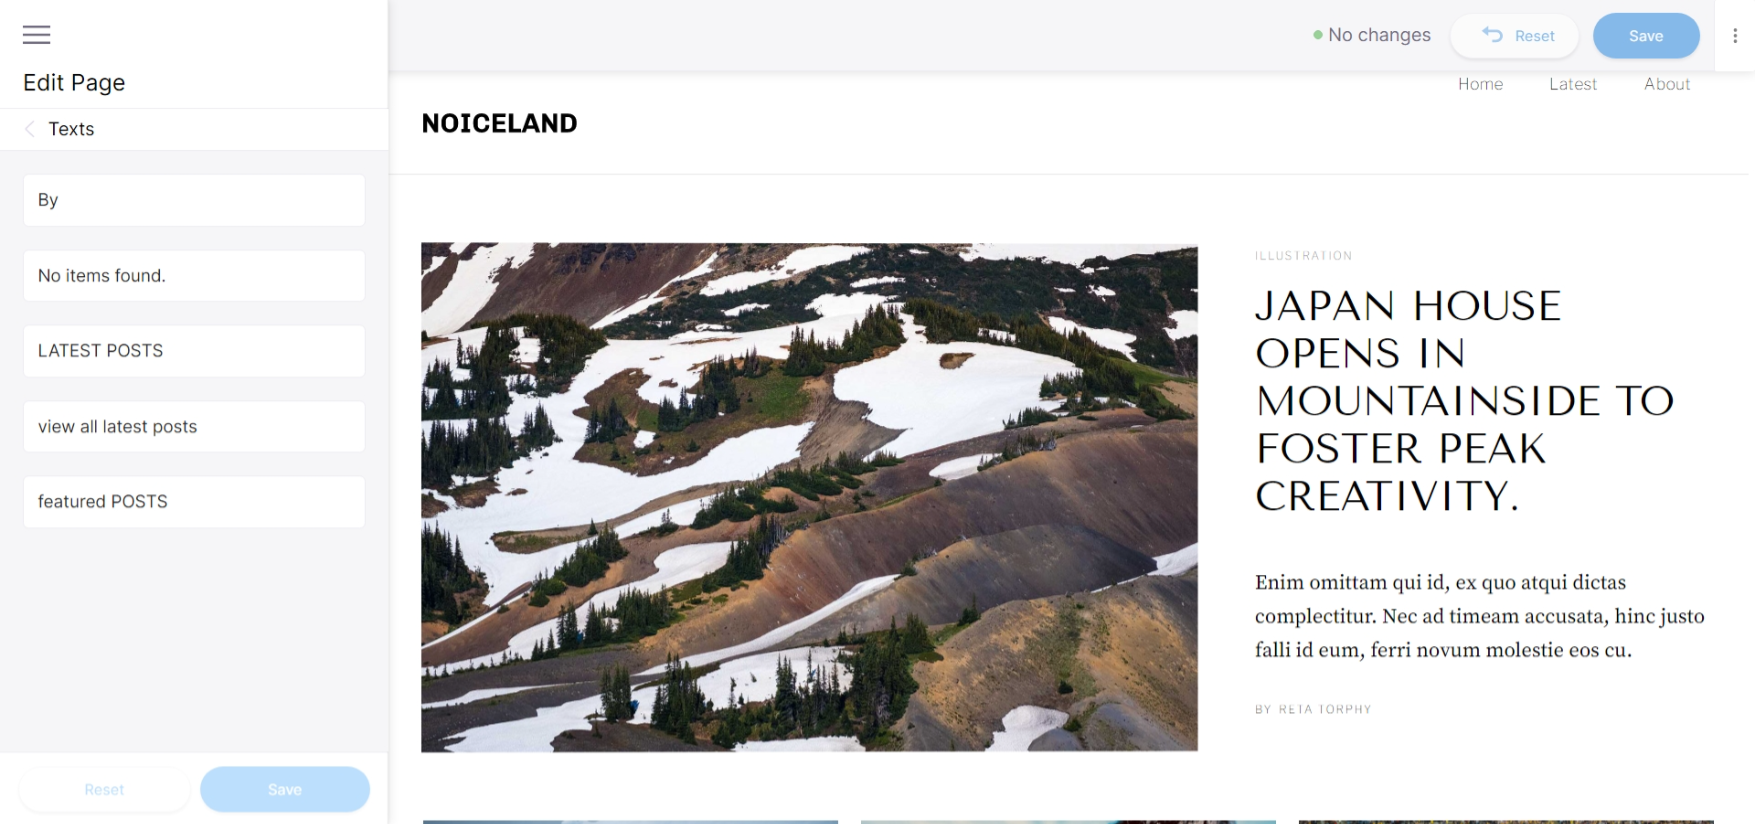 No changes
Reset
Save
Edit Page
Home
Latest
About
NOICELAND
Texts
By
No items found.
LATEST POSTS
view all latest posts
featured POSTS
ILLUSTRATION
JAPAN HOUSE
OPENS IN
MOUNTAINSIDE TO
FOSTER PEAK
CREATIVITY.
Enim omittam qui id, ex quo atqui dictas
complectitur. Nec ad timeam accusata, hinc justo
falli id eum, ferri novum molestie eos cu.
BY RETA TORPHY
Reset
Save